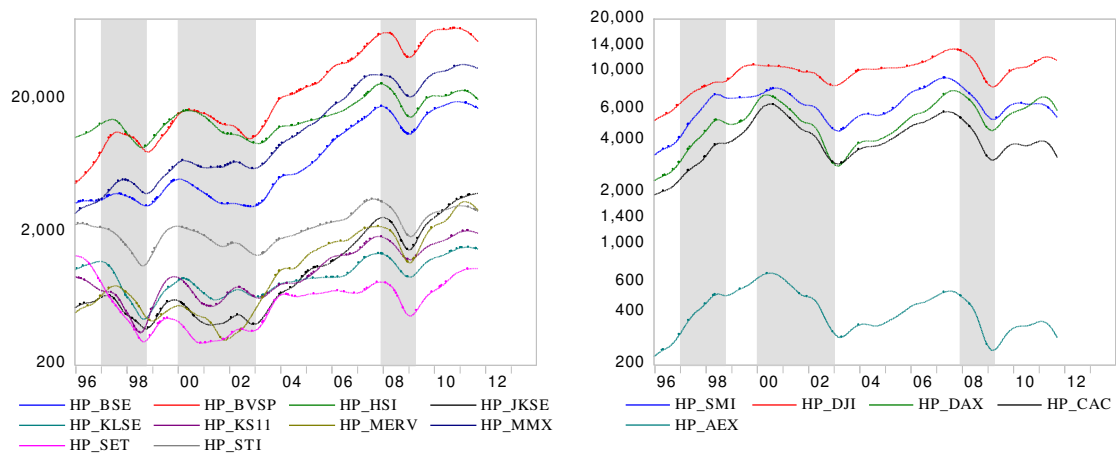 20,000
2,000
200
96 98 00 02 04 06 08 10 12
HP_BSE HP_BVSP HP_HSI HP_JKSE
HP_KLSE HP_KS11 HP_MERV HP_MMX
HP_SET HP_STI
20,000
14,000
10,000
6,000
4,000
2,000
1,400
1,000
600
400
200
96 98 00 02 04 06 08 10 12
HP_SMI HP_DJI HP_DAX HP_CAC
HP_AEX